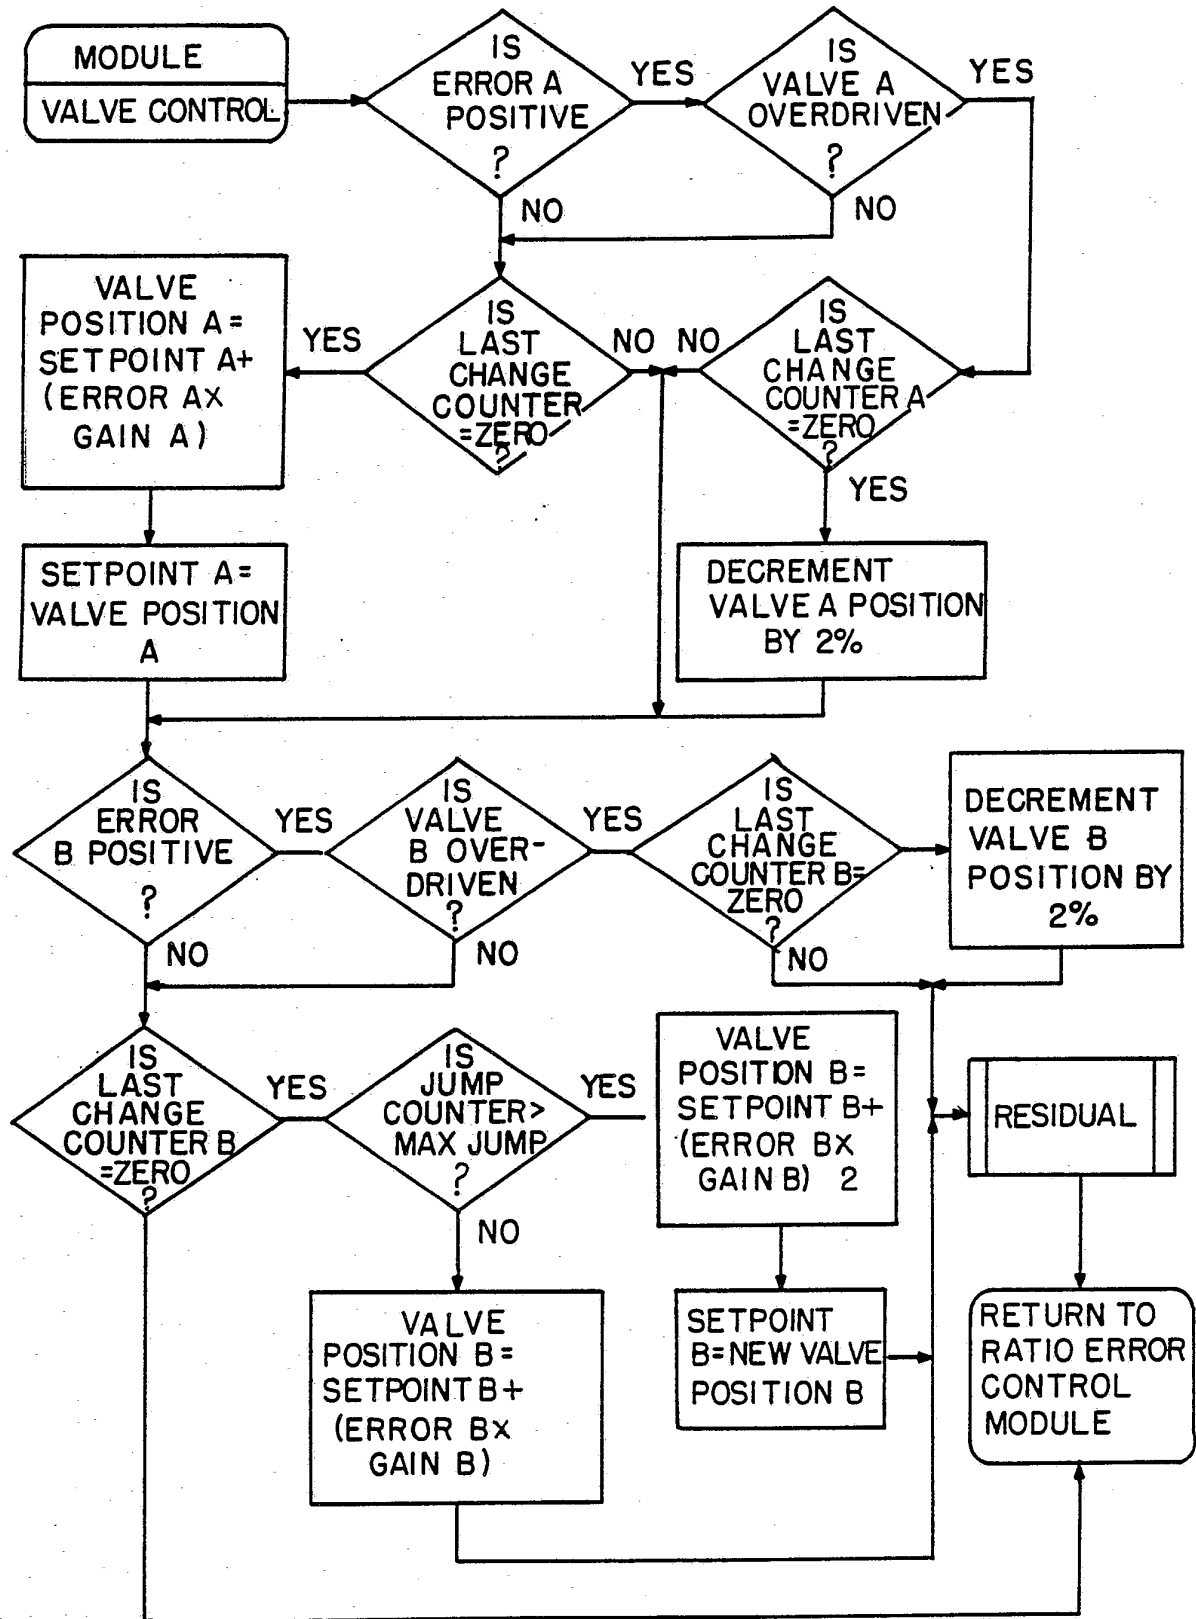 MODULE
VALVE CONTROL
IS
ERROR A
POSITIVE
?
YES
IS
VALVE A
OVERDRIVEN
?
YES
NO
NO
VALVE
POSITION A=
SETPOINT A+
(ERROR A×
GAIN A)
YES
IS
LAST
CHANGE
COUNTER
=ZERO
?
NO
NO
IS
LAST
CHANGE
COUNTER A
=ZERO
?
YES
SETPOINT A=
VALVE POSITION
A
DECREMENT
VALVE A POSITION
BY 2%
IS
ERROR
B POSITIVE
?
YES
IS
VALVE
B OVER-
DRIVEN
?
YES
IS
LAST
CHANGE
COUNTER B=
ZERO
?
DECREMENT
VALVE B
POSITION BY
2%
NO
NO
NO
IS
LAST
CHANGE
COUNTER B
=ZERO
?
YES
IS
JUMP
COUNTER>
MAX JUMP
?
YES
VALVE
POSITION B=
SETPOINT B+
(ERROR B×
GAIN B) 2
RESIDUAL
NO
VALVE
POSITION B=
SETPOINT B+
(ERROR B×
GAIN B)
SETPOINT
B=NEW VALVE
POSITION B
RETURN TO
RATIO ERROR
CONTROL
MODULE